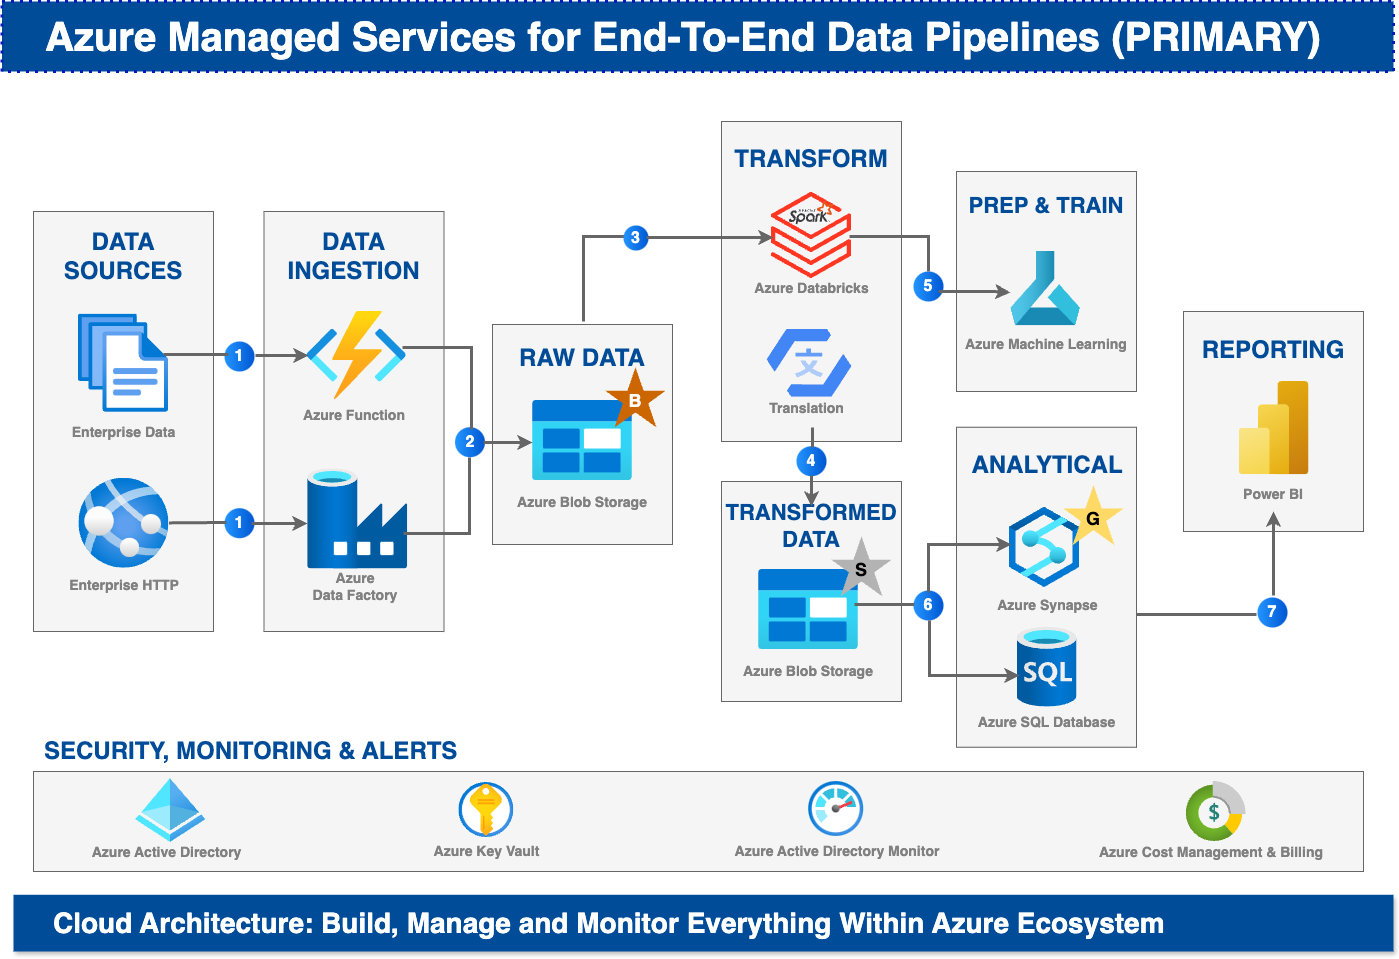 Azure Managed Services for End-To-End Data Pipelines (PRIMARY)
DATA
SOURCES
Enterprise Data
Enterprise HTTP
1
1
DATA
INGESTION
Azure Function
Azure
Data Factory
2
RAW DATA
B
Azure Blob Storage
3
TRANSFORM
APACHE
Spark
Azure Databricks
Translation
4
TRANSFORMED
DATA
S
Azure Blob Storage
5
PREP & TRAIN
Azure Machine Learning
6
ANALYTICAL
G
Azure Synapse
SQL
Azure SQL Database
7
REPORTING
Power BI
SECURITY, MONITORING & ALERTS
Azure Active Directory
Azure Key Vault
Azure Active Directory Monitor
$
Azure Cost Management & Billing
Cloud Architecture: Build, Manage and Monitor Everything Within Azure Ecosystem